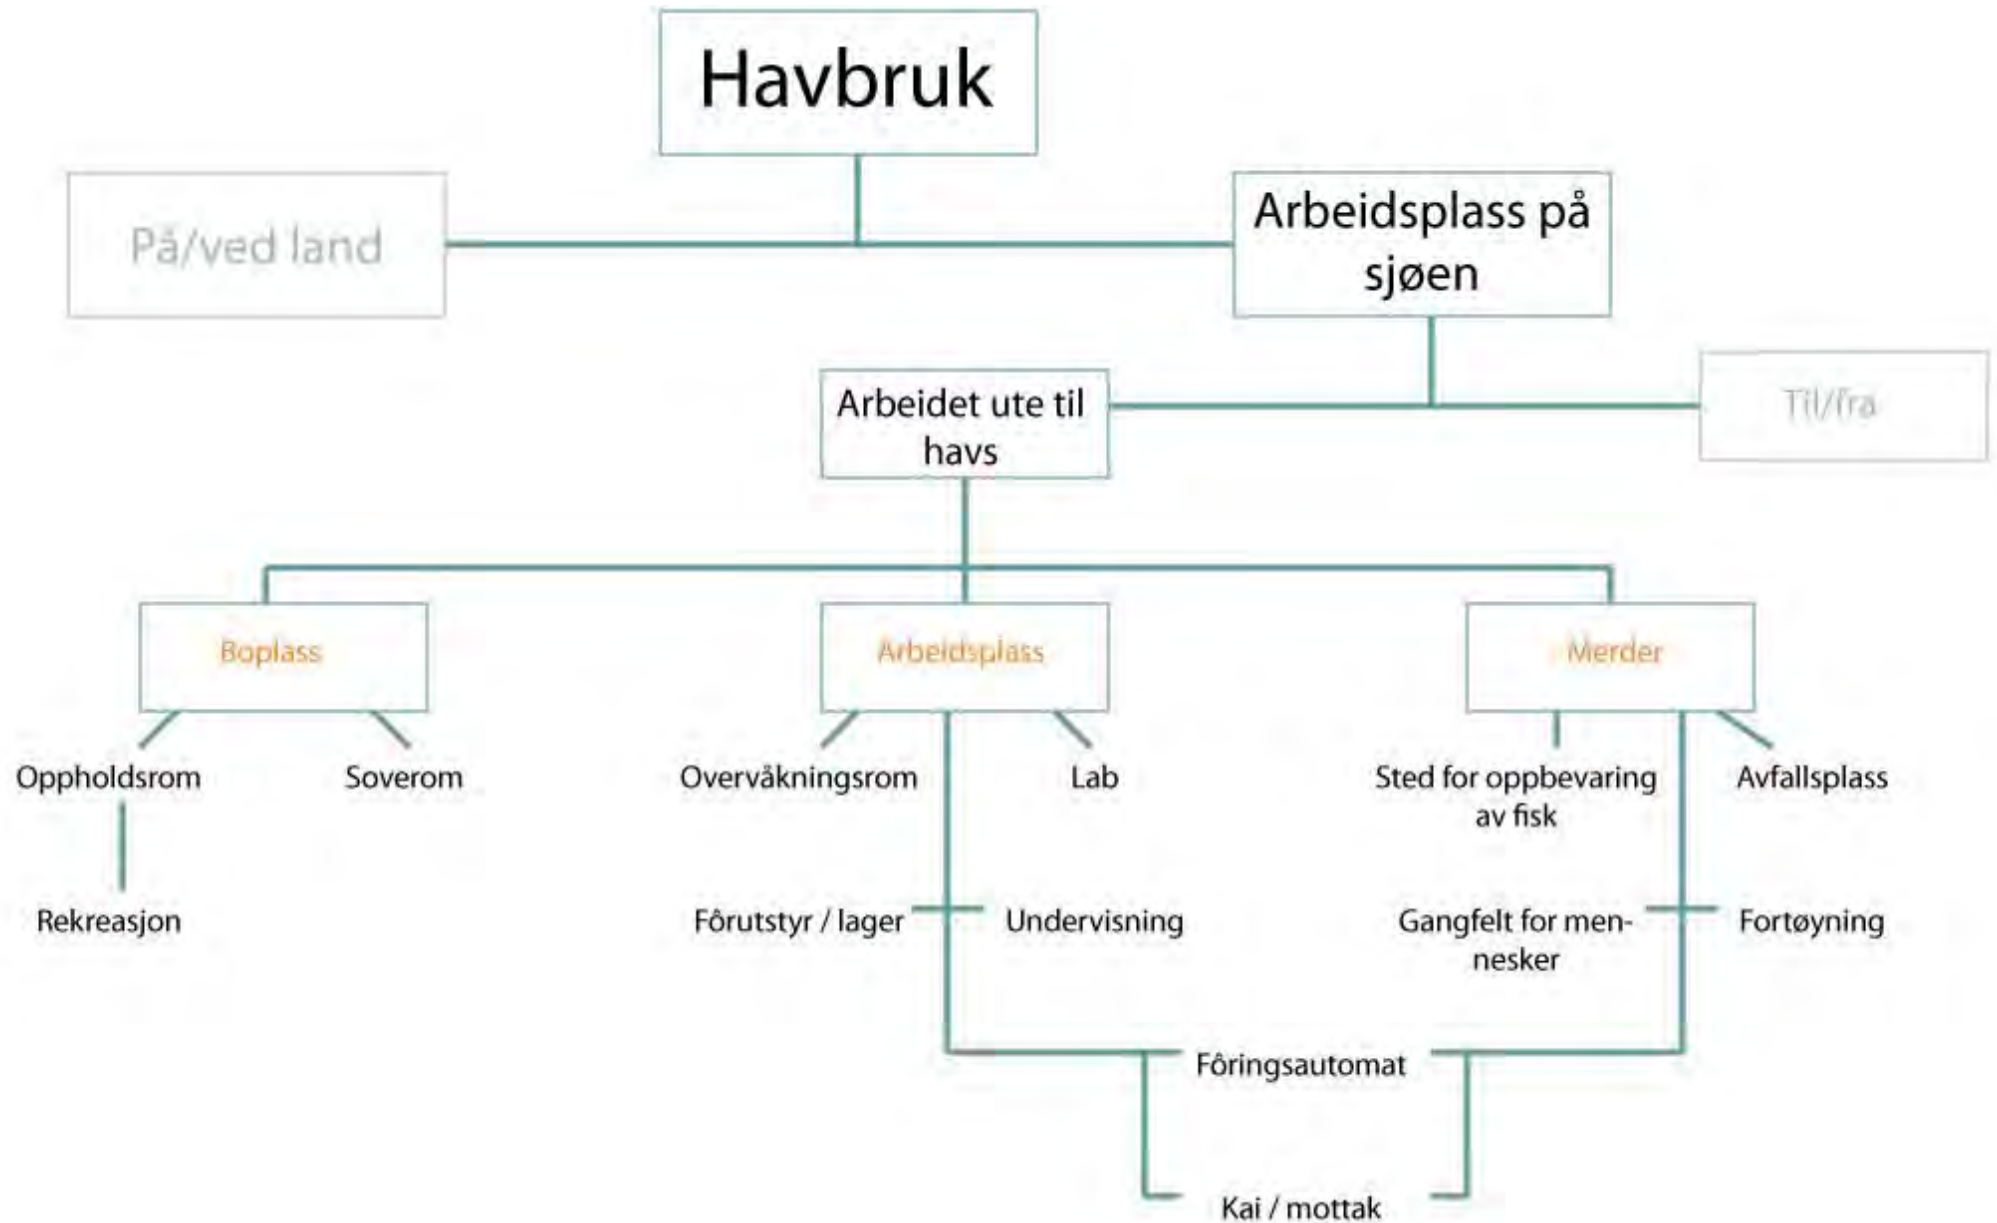 Havbruk
På/ved land
Arbeidsplass på
sjøen
Arbeidet ute til
havs
Til/fra
Boplass
Arbeidsplass
Merder
Oppholdsrom
Soverom
Overvåkningsrom
Lab
Sted for oppbevaring
av fisk
Avfallsplass
Rekreasjon
Fôrutstyr / lager
Undervisning
Gangfelt for men-
nesker
Fortøyning
Fôringsautomat
Kai / mottak